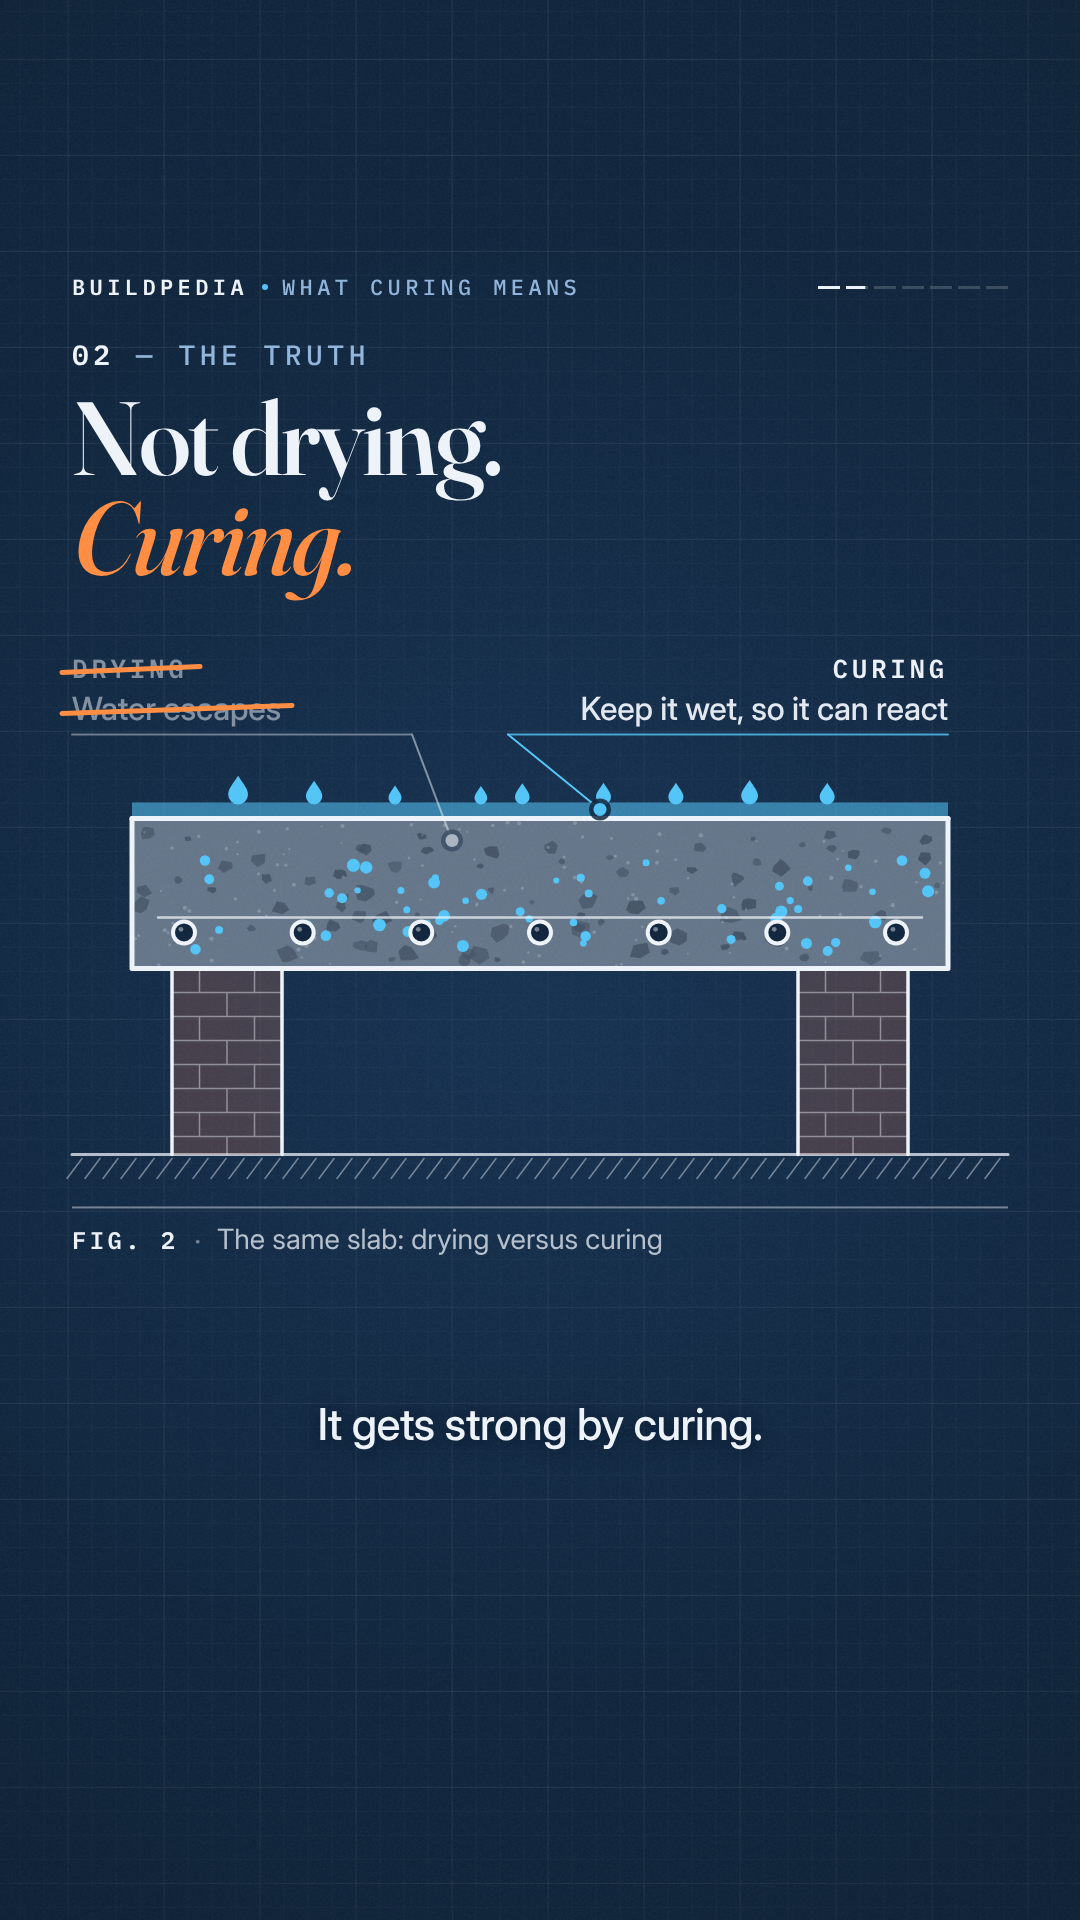 BUILDPEDIA • WHAT CURING MEANS
02 — THE TRUTH
Not drying.
Curing.
DRYING
Water escapes
CURING
Keep it wet, so it can react
FIG. 2 · The same slab: drying versus curing
It gets strong by curing.